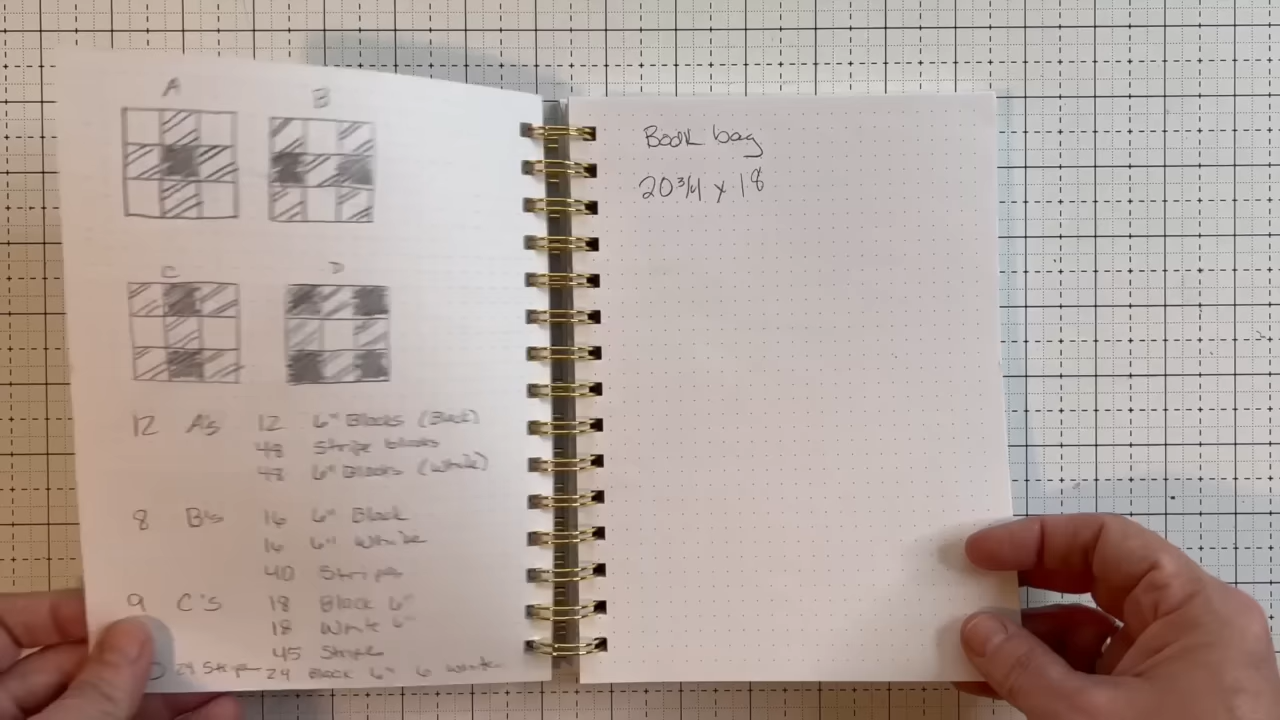 A B
C D
12 A's 12 6" Blocks (Black)
48 Stripe blocks
48 6" Blocks (White)
8 B's 16 6" Black
16 6" White
40 Stripe
9 C's 18 Black 6"
18 White 6"
45 Stripe
24 Stripe 24 Black 6" 6 White
Book bag
20 3/4 x 18